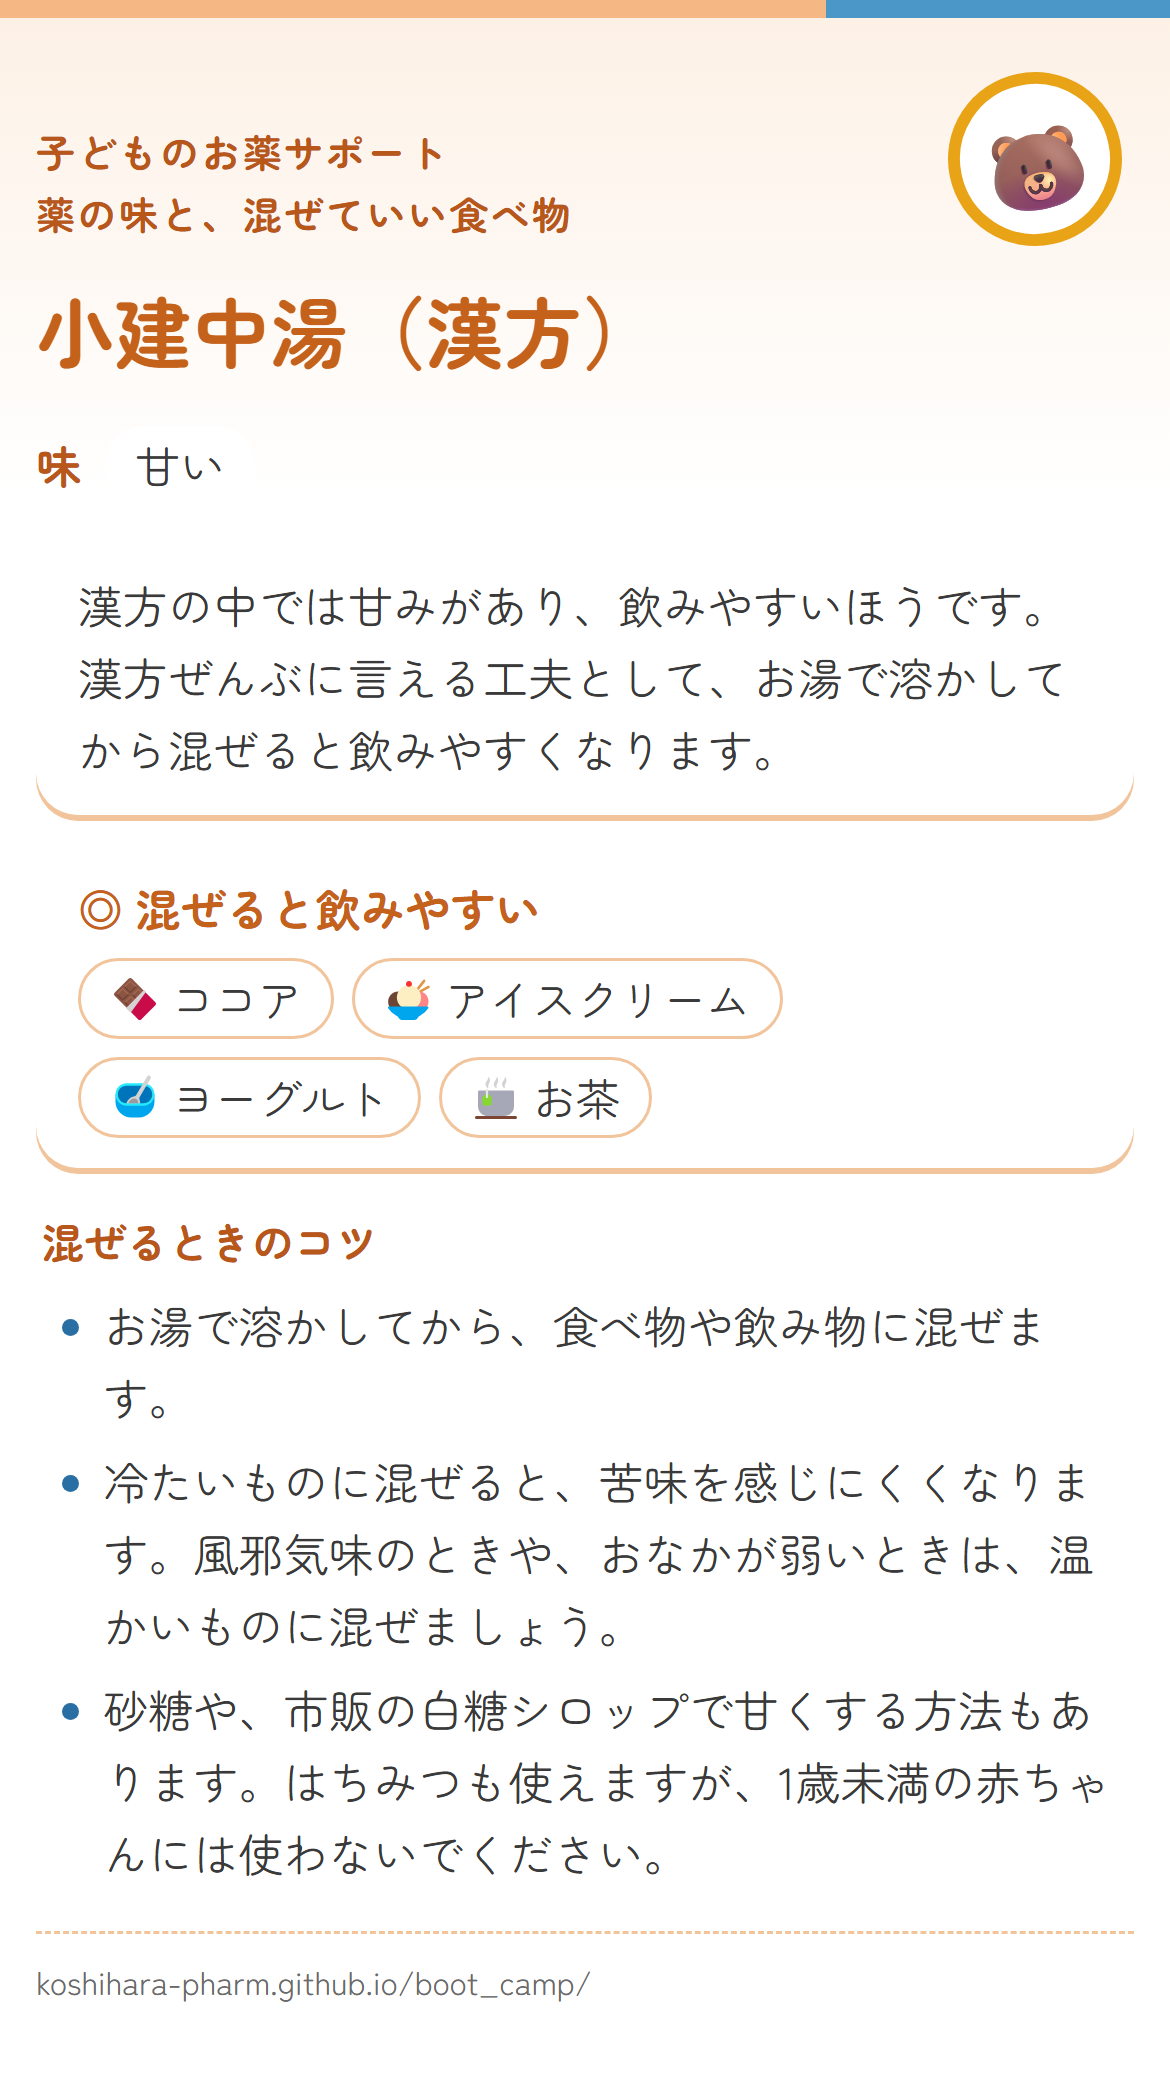 子どものお薬サポート
薬の味と、混ぜていい食べ物
小建中湯（漢方）
味 甘い
漢方の中では甘みがあり、飲みやすいほうです。
漢方ぜんぶに言える工夫として、お湯で溶かして
から混ぜると飲みやすくなります。
◎ 混ぜると飲みやすい
ココア アイスクリーム
ヨーグルト お茶
混ぜるときのコツ
お湯で溶かしてから、食べ物や飲み物に混ぜま
す。
冷たいものに混ぜると、苦味を感じにくくなりま
す。風邪気味のときや、おなかが弱いときは、温
かいものに混ぜましょう。
砂糖や、市販の白糖シロップで甘くする方法もあ
ります。はちみつも使えますが、1歳未満の赤ちゃ
んには使わないでください。
koshihara-pharm.github.io/boot_camp/